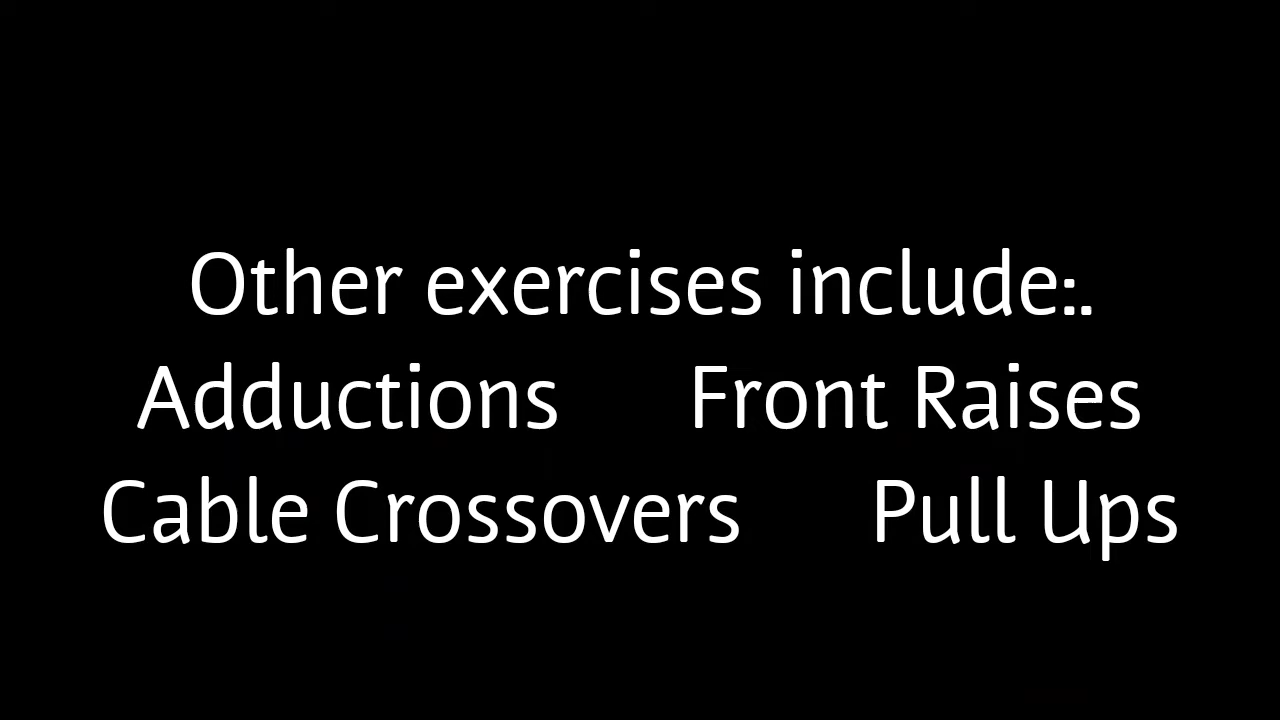 Other exercises include:.
Adductions Front Raises
Cable Crossovers Pull Ups